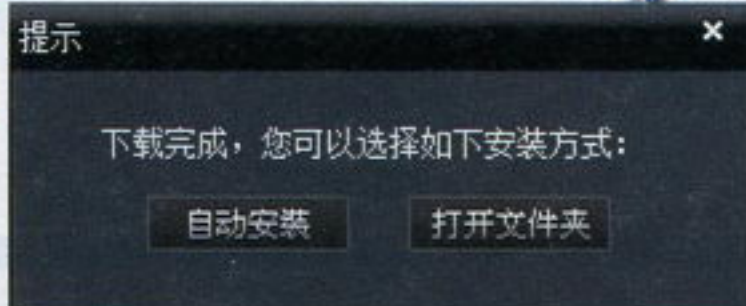 提示
下载完成，您可以选择如下安装方式：
自动安装
打开文件夹